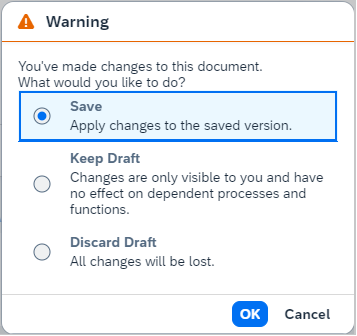 Warning
You've made changes to this document.
What would you like to do?
Save
Apply changes to the saved version.
Keep Draft
Changes are only visible to you and have
no effect on dependent processes and
functions.
Discard Draft
All changes will be lost.
OK
Cancel